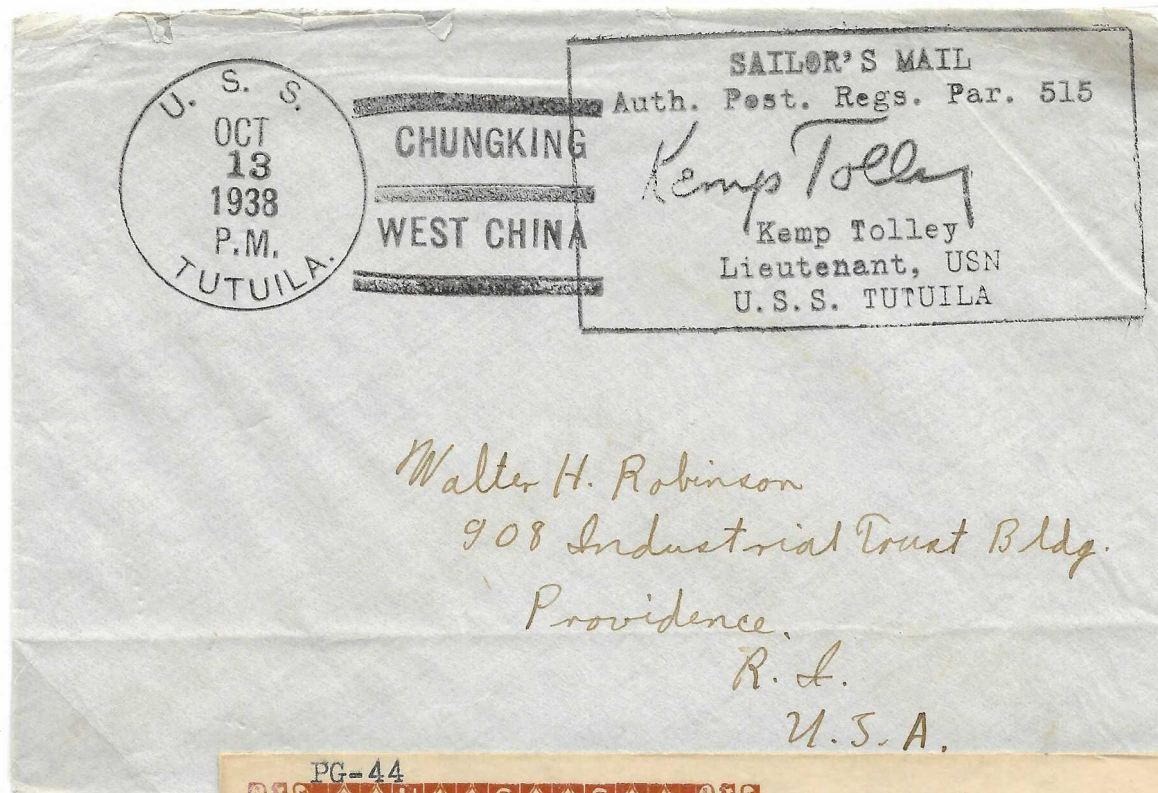 U. S. S.
OCT
13
1938
P.M.
TUTUILA.
CHUNGKING
WEST CHINA
SAILOR'S MAIL
Auth. Post. Regs. Par. 515
Kemp Tolley
Kemp Tolley
Lieutenant, USN
U.S.S. TUTUILA
Walter H. Robinson
908 Industrial Trust Bldg.
Providence.
R. I.
U.S.A.
PG-44